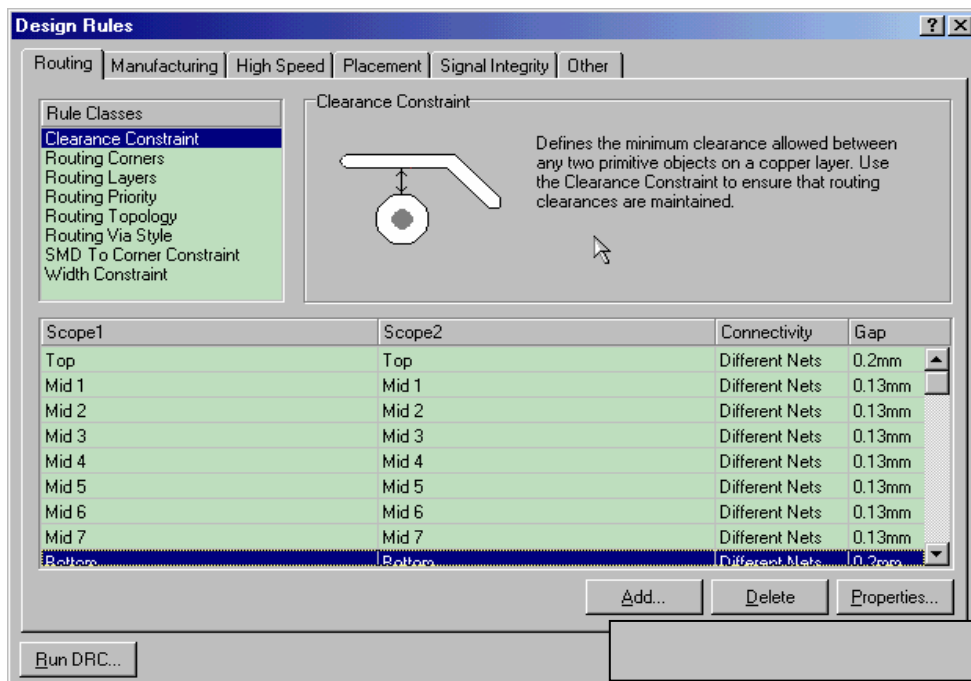 Design Rules
Routing Manufacturing High Speed Placement Signal Integrity Other
Rule Classes
Clearance Constraint
Routing Corners
Routing Layers
Routing Priority
Routing Topology
Routing Via Style
SMD To Corner Constraint
Width Constraint
Clearance Constraint
Defines the minimum clearance allowed between
any two primitive objects on a copper layer. Use
the Clearance Constraint to ensure that routing
clearances are maintained.
Scope1 Scope2 Connectivity Gap
Top Top Different Nets 0.2mm
Mid 1 Mid 1 Different Nets 0.13mm
Mid 2 Mid 2 Different Nets 0.13mm
Mid 3 Mid 3 Different Nets 0.13mm
Mid 4 Mid 4 Different Nets 0.13mm
Mid 5 Mid 5 Different Nets 0.13mm
Mid 6 Mid 6 Different Nets 0.13mm
Mid 7 Mid 7 Different Nets 0.13mm
Bottom Bottom Different Nets 0.2mm
Add... Delete Properties...
Run DRC...